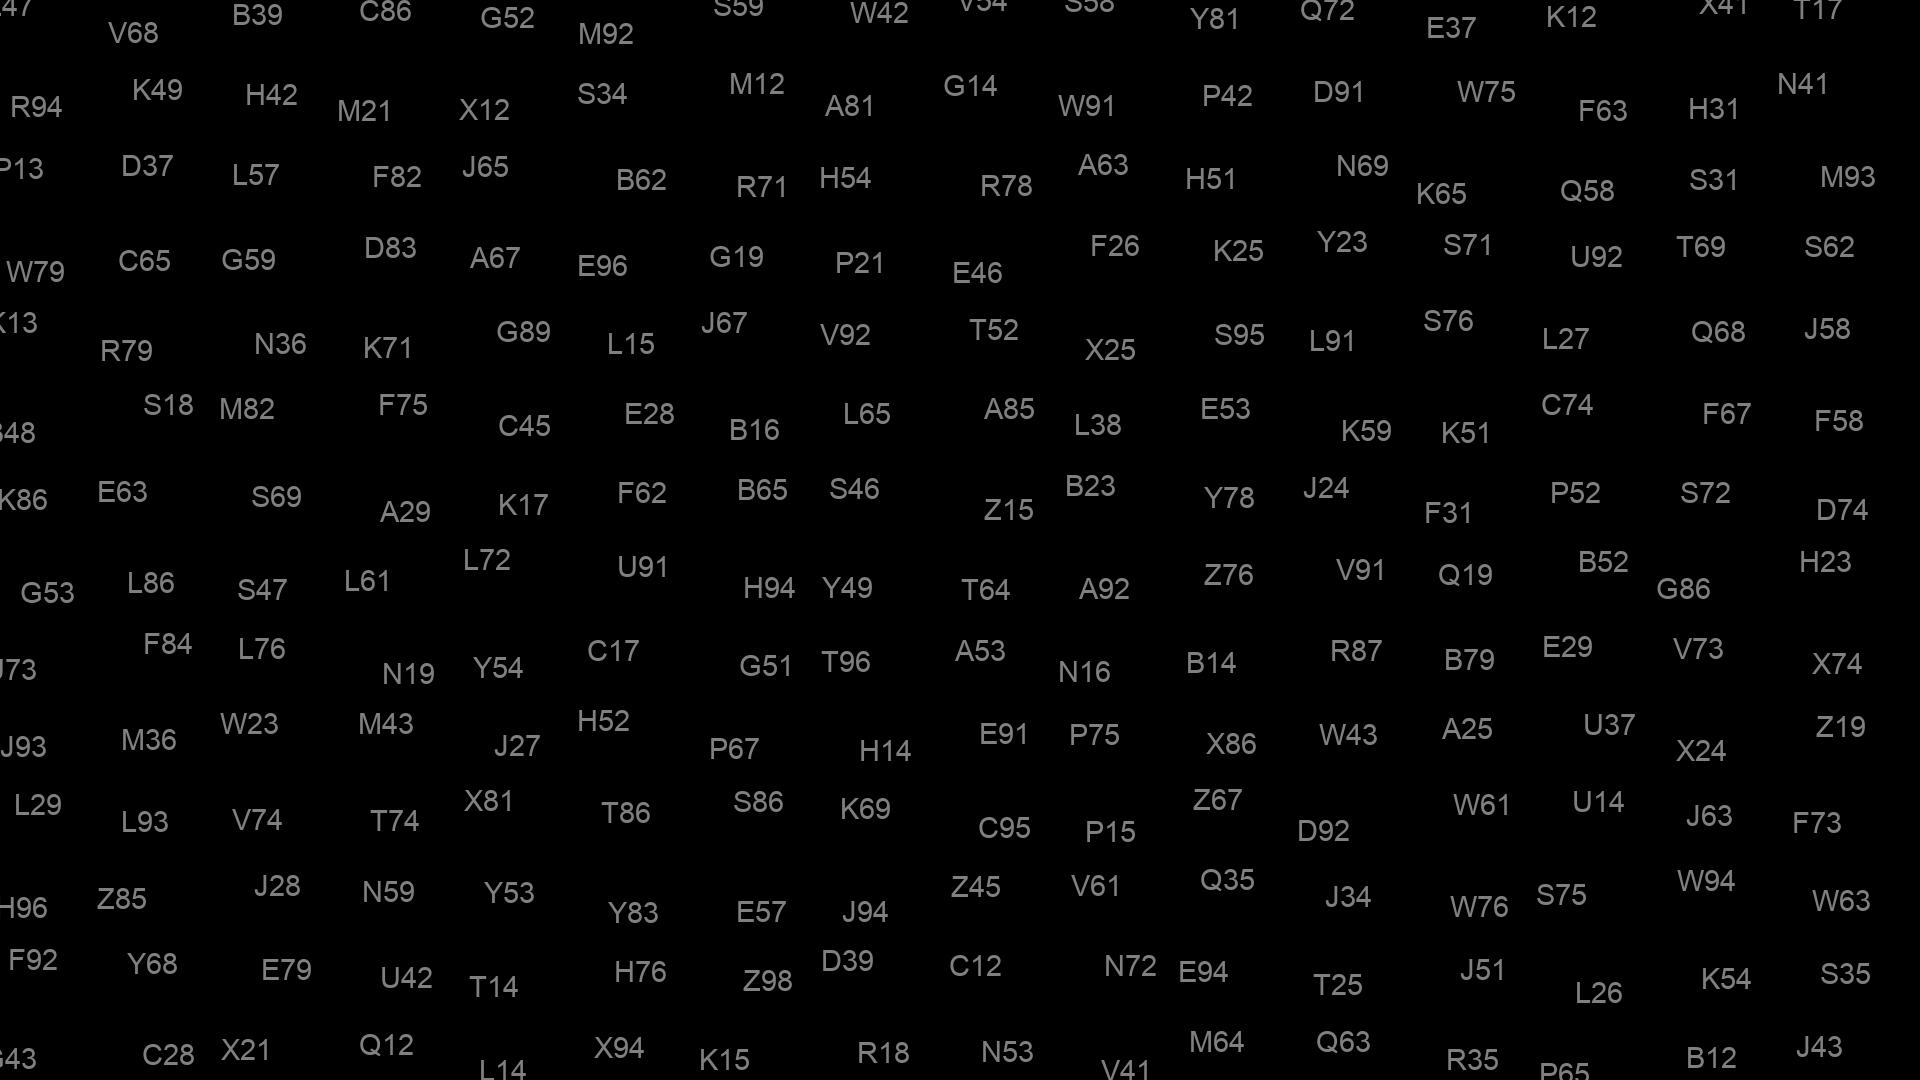 V68 B39 C86 G52 M92 S59 W42 V54 S58 Y81 Q72 E37 K12 X41 T17
R94 K49 H42 M21 X12 S34 M12 A81 G14 W91 P42 D91 W75 F63 H31 N41
P13 D37 L57 F82 J65 B62 R71 H54 R78 A63 H51 N69 K65 Q58 S31 M93
W79 C65 G59 D83 A67 E96 G19 P21 E46 F26 K25 Y23 S71 U92 T69 S62
K13 R79 N36 K71 G89 L15 J67 V92 T52 X25 S95 L91 S76 L27 Q68 J58
S18 M82 F75 C45 E28 B16 L65 A85 L38 E53 K59 K51 C74 F67 F58
K86 E63 S69 A29 K17 F62 B65 S46 Z15 B23 Y78 J24 F31 P52 S72 D74
G53 L86 S47 L61 L72 U91 H94 Y49 T64 A92 Z76 V91 Q19 B52 G86 H23
F84 L76 N19 Y54 C17 G51 T96 A53 N16 B14 R87 B79 E29 V73 X74
J93 M36 W23 M43 J27 H52 P67 H14 E91 P75 X86 W43 A25 U37 X24 Z19
L29 L93 V74 T74 X81 T86 S86 K69 C95 P15 Z67 D92 W61 U14 J63 F73
H96 Z85 J28 N59 Y53 Y83 E57 J94 Z45 V61 Q35 J34 W76 S75 W94 W63
F92 Y68 E79 U42 T14 H76 Z98 D39 C12 N72 E94 T25 J51 L26 K54 S35
C28 X21 Q12 L14 X94 K15 R18 N53 V41 M64 Q63 R35 P65 B12 J43